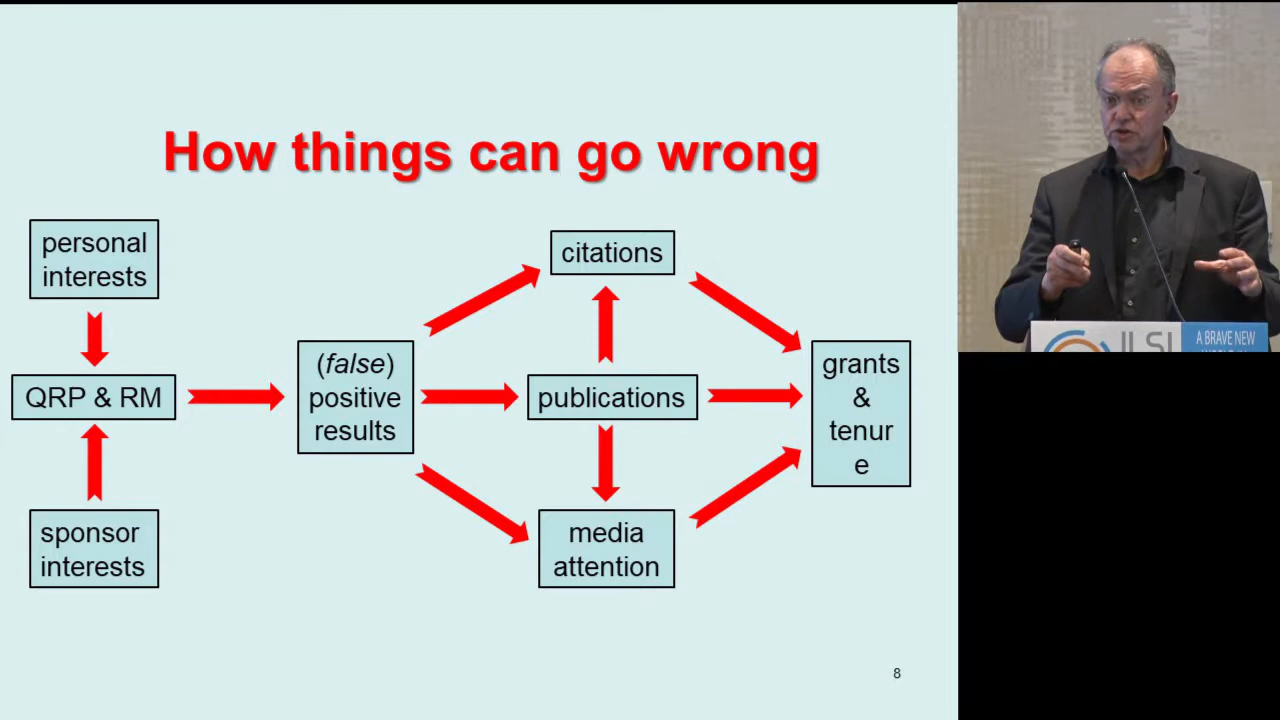 How things can go wrong
personal
interests
QRP & RM
sponsor
interests
(false)
positive
results
citations
publications
media
attention
grants
&
tenur
e
8
ILSI
A BRAVE NEW